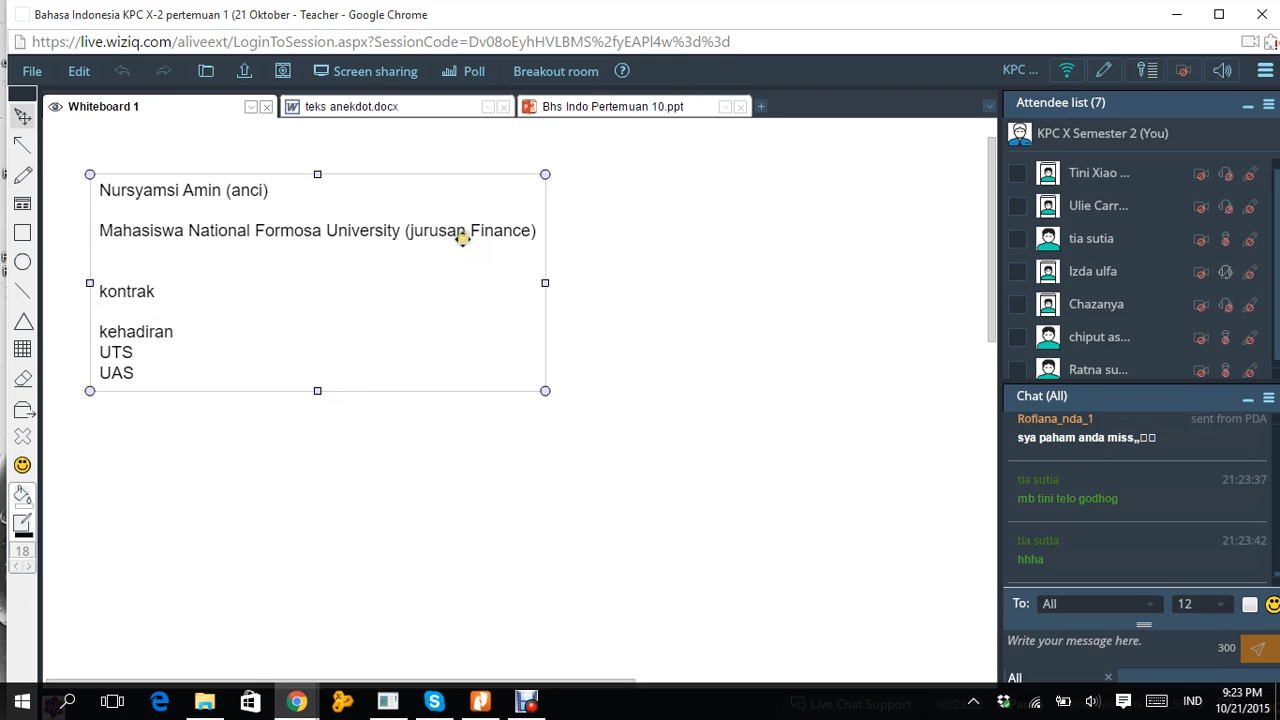 Bahasa Indonesia KPC X-2 pertemuan 1 (21 Oktober - Teacher - Google Chrome
https://live.wiziq.com/aliveext/LoginToSession.aspx?SessionCode=Dv08oEyhHVLBMS%2fyEAPl4w%3d%3d
File Edit Screen sharing Poll Breakout room KPC ...
Whiteboard 1 teks anekdot.docx Bhs Indo Pertemuan 10.ppt
Nursyamsi Amin (anci)
Mahasiswa National Formosa University (jurusan Finance)
kontrak
kehadiran
UTS
UAS
18
Attendee list (7)
KPC X Semester 2 (You)
Tini Xiao ...
Ulie Carr...
tia sutia
Izda ulfa
Chazanya
chiput as...
Ratna su...
Chat (All)
Rofiana_nda_1 sent from PDA
sya paham anda miss,,
tia sutia 21:23:37
mb tini telo godhog
tia sutia 21:23:42
hhha
To: All 12
Write your message here. 300
All
Live Chat Support
IND
9:23 PM
10/21/2015